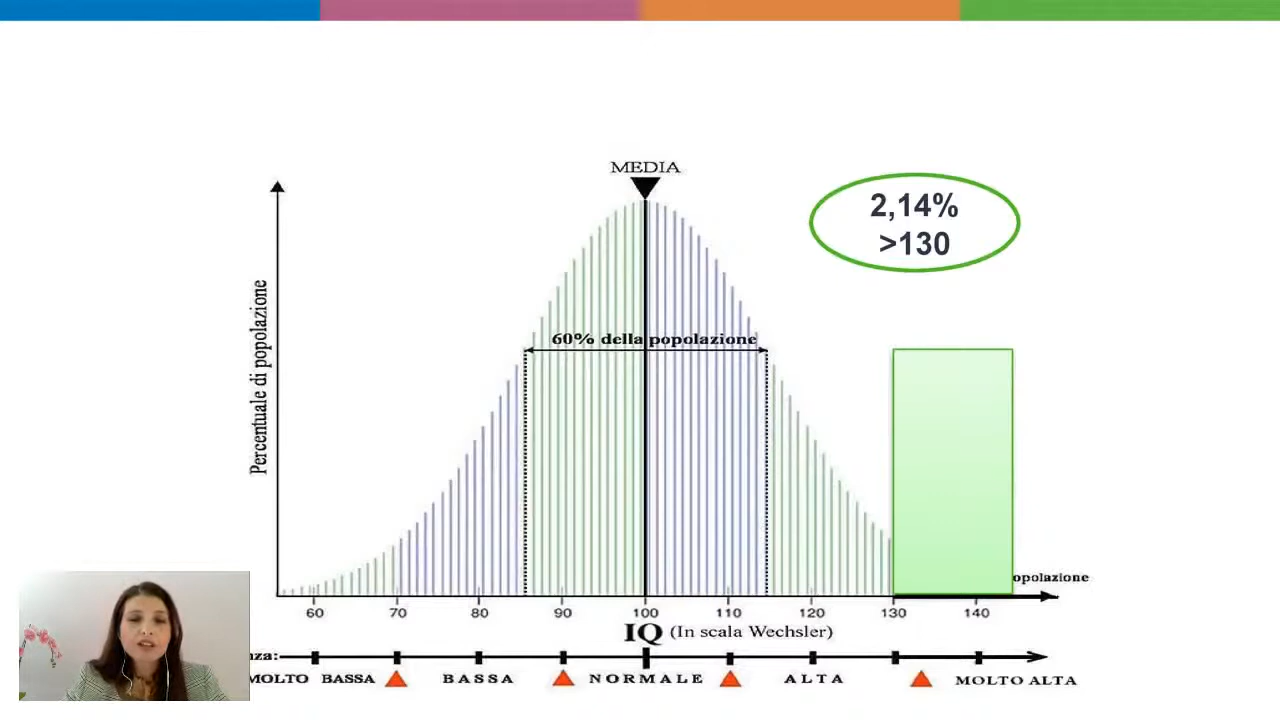 MEDIA
2,14%
>130
Percentuale di popolazione
60% della popolazione
opolazione
60 70 80 90 100 110 120 130 140
IQ (In scala Wechsler)
nza:
MOLTO BASSA BASSA NORMALE ALTA MOLTO ALTA